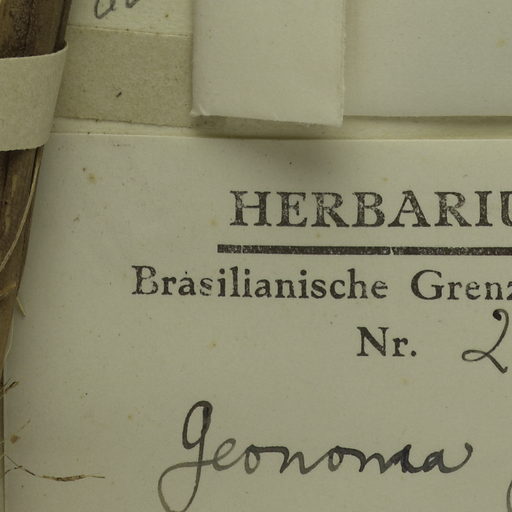 HERBARIU
Brasilianische Grenz
Nr. 2
Geonoma